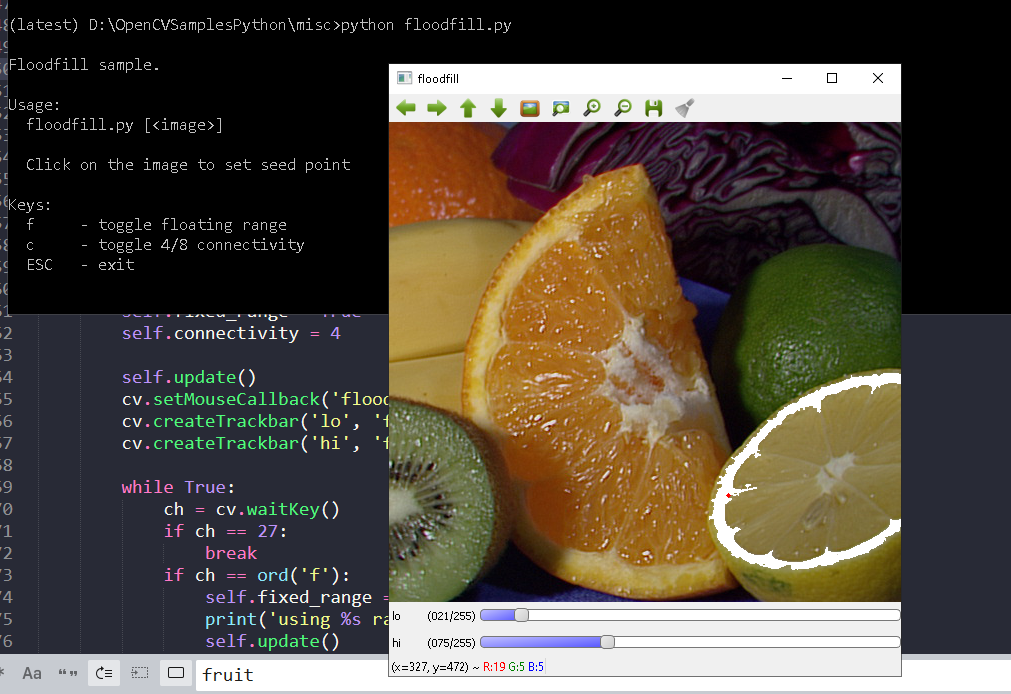 (latest) D:\OpenCVSamplesPython\misc>python floodfill.py
Floodfill sample.
Usage:
floodfill.py [<image>]
Click on the image to set seed point
Keys:
f - toggle floating range
c - toggle 4/8 connectivity
ESC - exit
floodfill
self.connectivity = 4
self.update()
cv.setMouseCallback('flood
cv.createTrackbar('lo', 'f
cv.createTrackbar('hi', 'f
while True:
ch = cv.waitKey()
if ch == 27:
break
if ch == ord('f'):
self.fixed_range =
print('using %s ra
self.update()
lo (021/255)
hi (075/255)
(x=327, y=472) ~ R:19 G:5 B:5
Aa
fruit